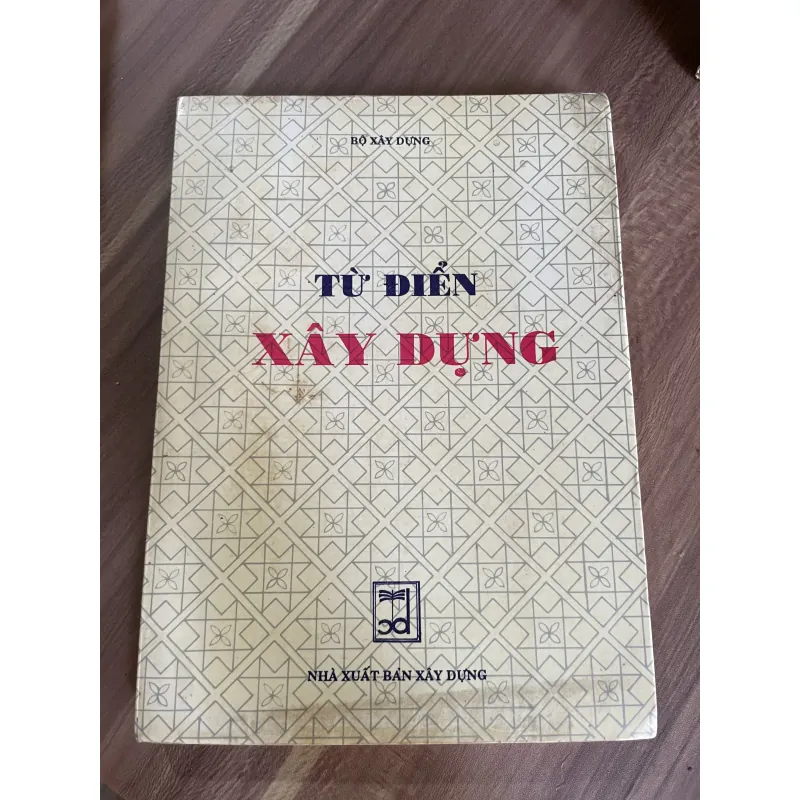 BỘ XÂY DỰNG
TỪ ĐIỂN
XÂY DỰNG
NHÀ XUẤT BẢN XÂY DỰNG